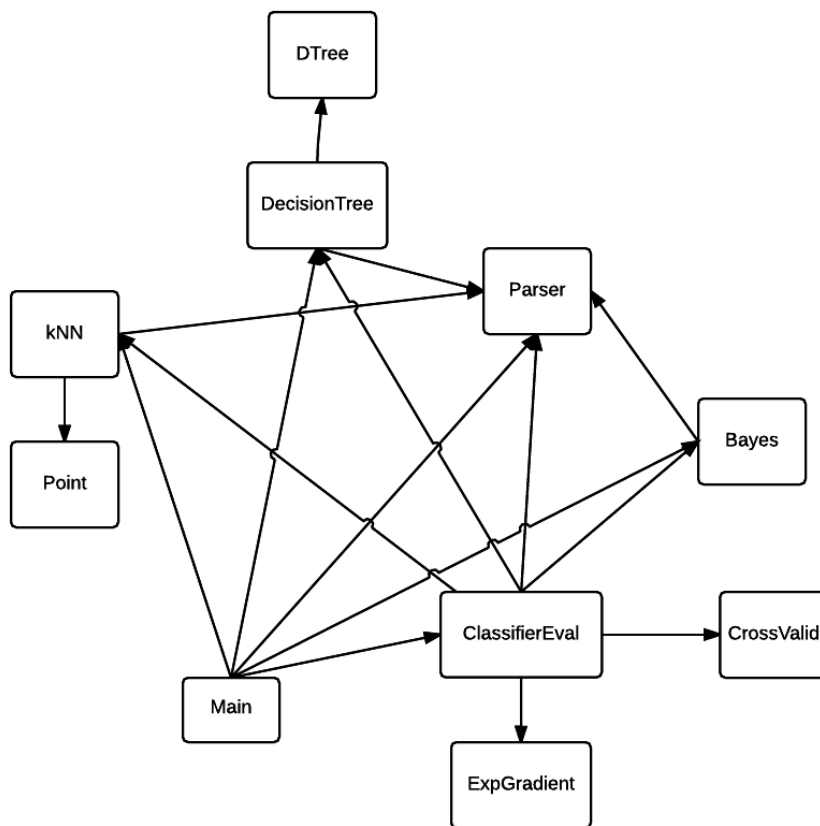 DTree
DecisionTree
Parser
kNN
Bayes
Point
ClassifierEval
CrossValid
Main
ExpGradient